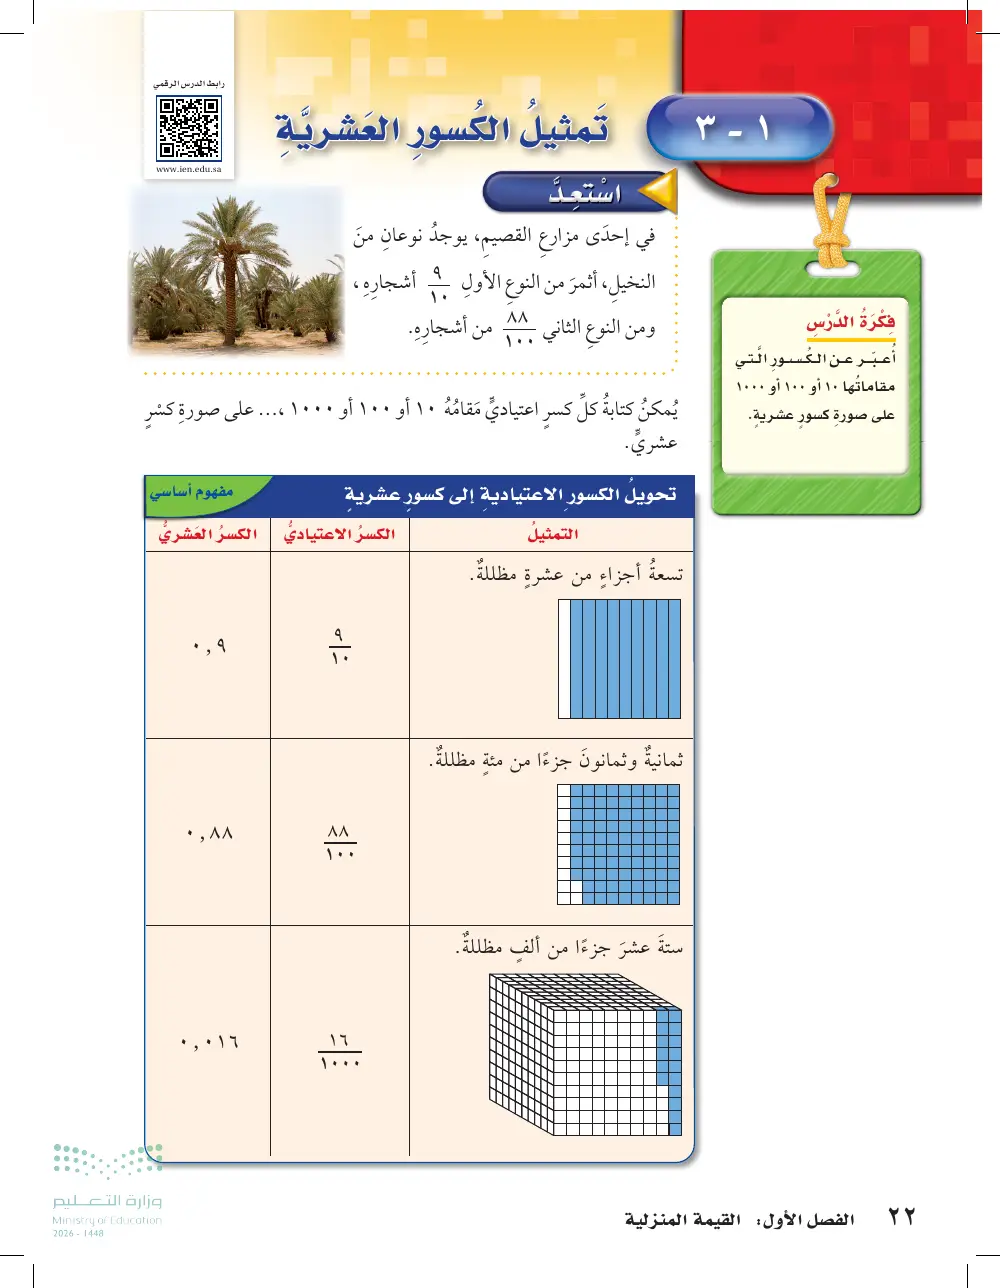 رابط الدرس الرقمي
www.ien.edu.sa
١ - ٣
تَمثيلُ الكُسورِ العَشريَّةِ
اسْتعِدَّ
في إحدَى مزارعِ القصيمِ، يوجدُ نوعانِ منَ
النخيلِ، أثمرَ من النوعِ الأولِ ٩/١٠ أشجارِهِ،
ومن النوعِ الثاني ٨٨/١٠٠ من أشجارِهِ.
فِكْرَةُ الدَّرْسِ
أُعبّر عن الكُسورِ الَّتي
مقاماتُها ١٠ أو ١٠٠ أو ١٠٠٠
على صورةِ كسورٍ عشريةٍ.
يُمكنُ كتابةُ كلِّ كسرٍ اعتياديٍّ مَقامُهُ ١٠ أو ١٠٠ أو ١٠٠٠ ،... على صورةِ كسْرٍ
عشريٍّ.
تحويلُ الكسورِ الاعتياديةِ إلى كسورٍ عشريةٍ
مفهوم أساسي
التمثيلُ الكسرُ الاعتياديُّ الكسرُ العَشريُّ
تسعةُ أجزاءٍ من عشرةٍ مظللةٌ.
٩/١٠ ٠,٩
ثمانيةٌ وثمانونَ جزءًا من مئةٍ مظللةٌ.
٨٨/١٠٠ ٠,٨٨
ستةَ عشرَ جزءًا من ألفٍ مظللةٌ.
١٦/١٠٠٠ ٠,٠١٦
وزارة التعليم
Ministry of Education
2026 - 1448
٢٢ الفصل الأول: القيمة المنزلية